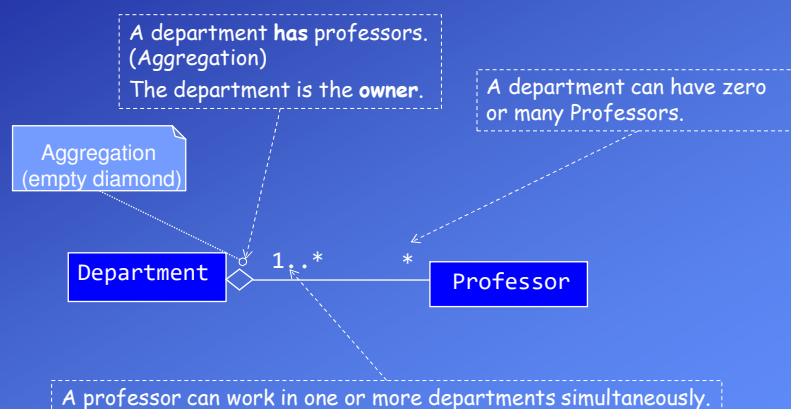 A department has professors.
(Aggregation)
The department is the owner.
A department can have zero
or many Professors.
Aggregation
(empty diamond)
Department
1..*
*
Professor
A professor can work in one or more departments simultaneously.